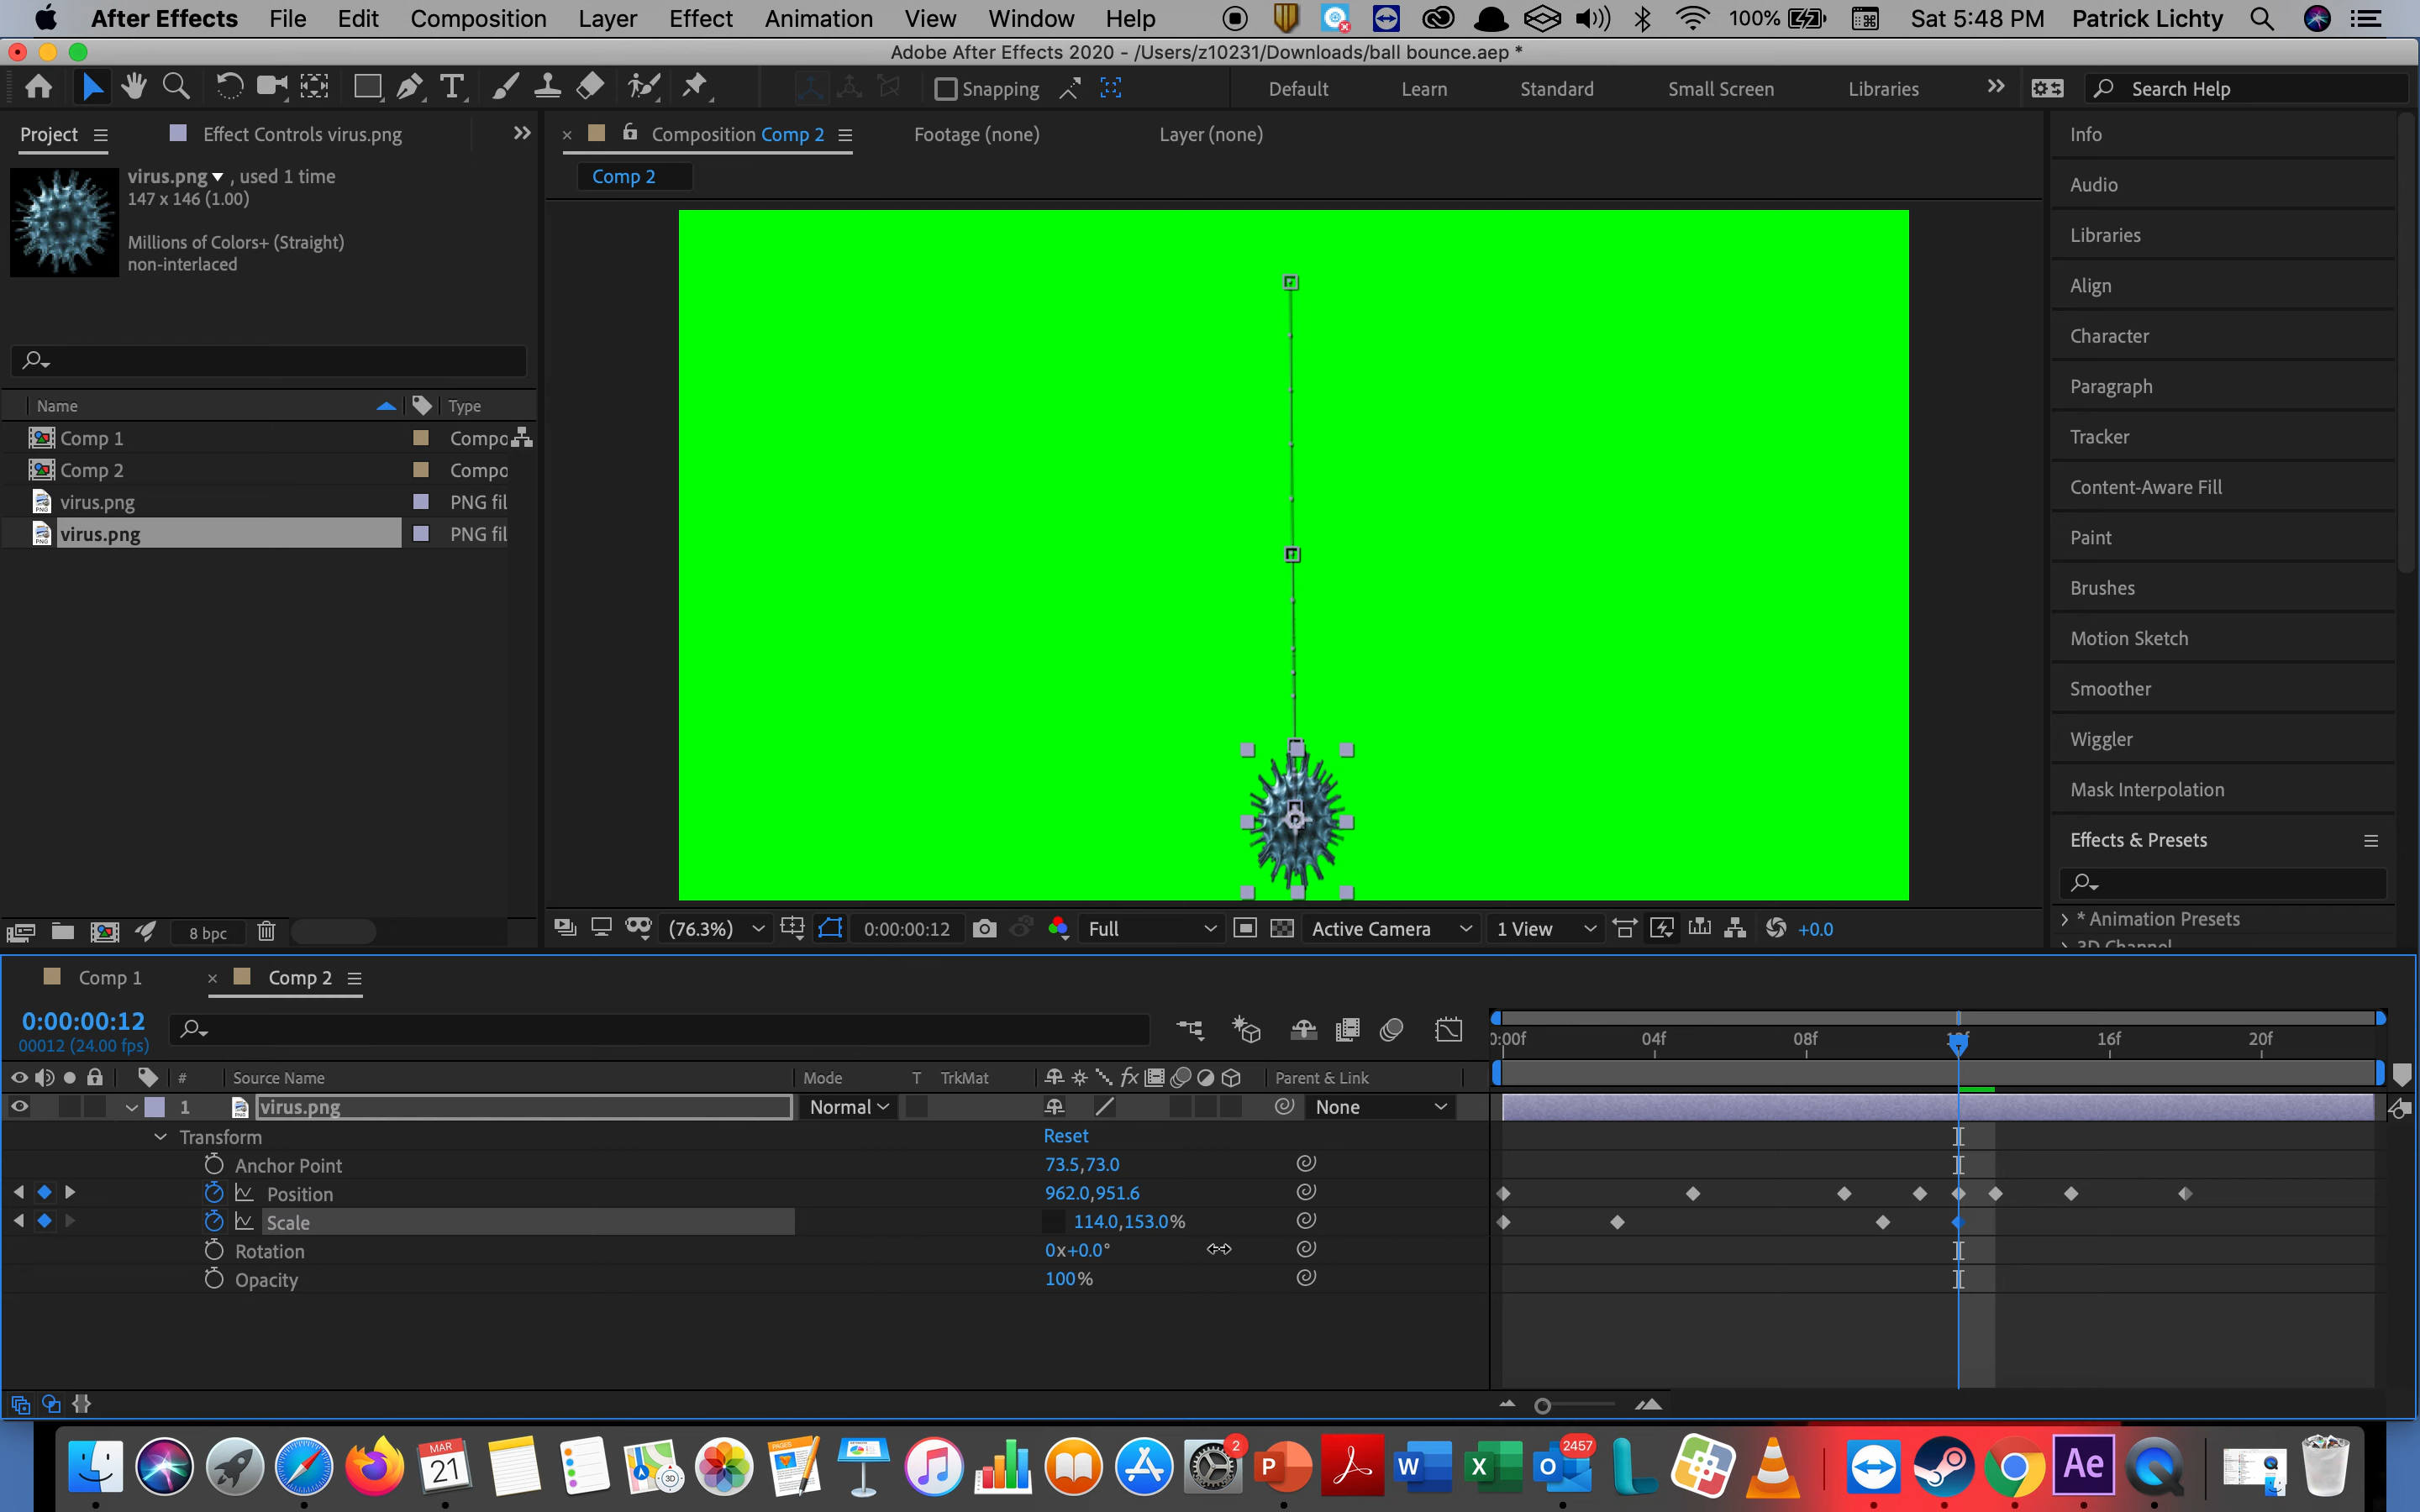 After Effects File Edit Composition Layer Effect Animation View Window Help 100% Sat 5:48 PM Patrick Lichty
Adobe After Effects 2020 - /Users/z10231/Downloads/ball bounce.aep *
Snapping Default Learn Standard Small Screen Libraries Search Help
Project Effect Controls virus.png Composition Comp 2 Footage (none) Layer (none)
Info
virus.png , used 1 time
147 x 146 (1.00)
Millions of Colors+ (Straight)
non-interlaced
Comp 2
Audio
Libraries
Align
Character
Paragraph
Tracker
Content-Aware Fill
Paint
Brushes
Motion Sketch
Smoother
Wiggler
Mask Interpolation
Effects & Presets
* Animation Presets
3D Channel
Name Type
Comp 1 Compo
Comp 2 Compo
virus.png PNG fil
virus.png PNG fil
8 bpc
(76.3%) 0:00:00:12 Full Active Camera 1 View +0.0
Comp 1 Comp 2
0:00:00:12
00012 (24.00 fps)
0:00f 04f 08f 16f 20f
# Source Name Mode T TrkMat fx Parent & Link
1 virus.png Normal None
Transform Reset
Anchor Point 73.5,73.0
Position 962.0,951.6
Scale 114.0,153.0%
Rotation 0x+0.0°
Opacity 100%
MAR
21
PAGES
3D
2
P
W
X
O
2457
Ae